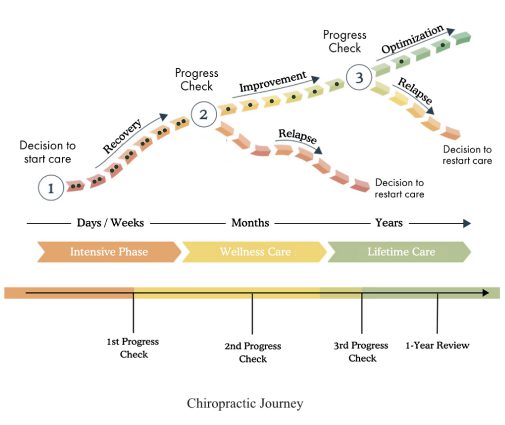 Optimization
Progress
Check
3
Relapse
Decision to
restart care
Progress
Check
Improvement
2
Relapse
Decision to
restart care
Recovery
Decision to
start care
1
Days / Weeks
Months
Years
Intensive Phase
Wellness Care
Lifetime Care
1st Progress
Check
2nd Progress
Check
3rd Progress
Check
1-Year Review
Chiropractic Journey